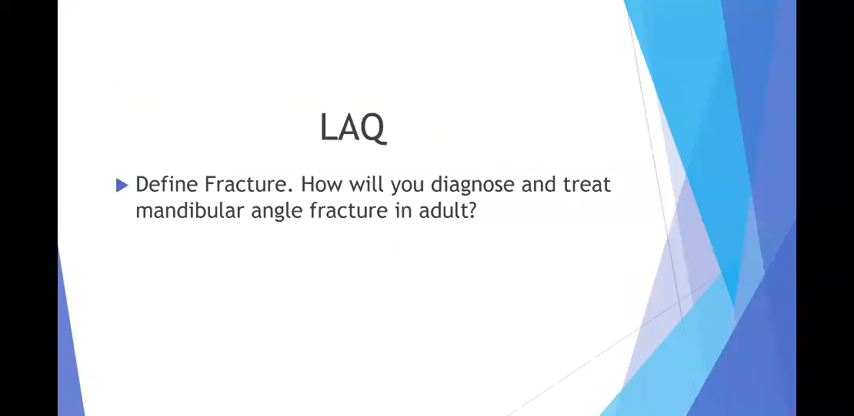 LAQ
Define Fracture. How will you diagnose and treat
mandibular angle fracture in adult?